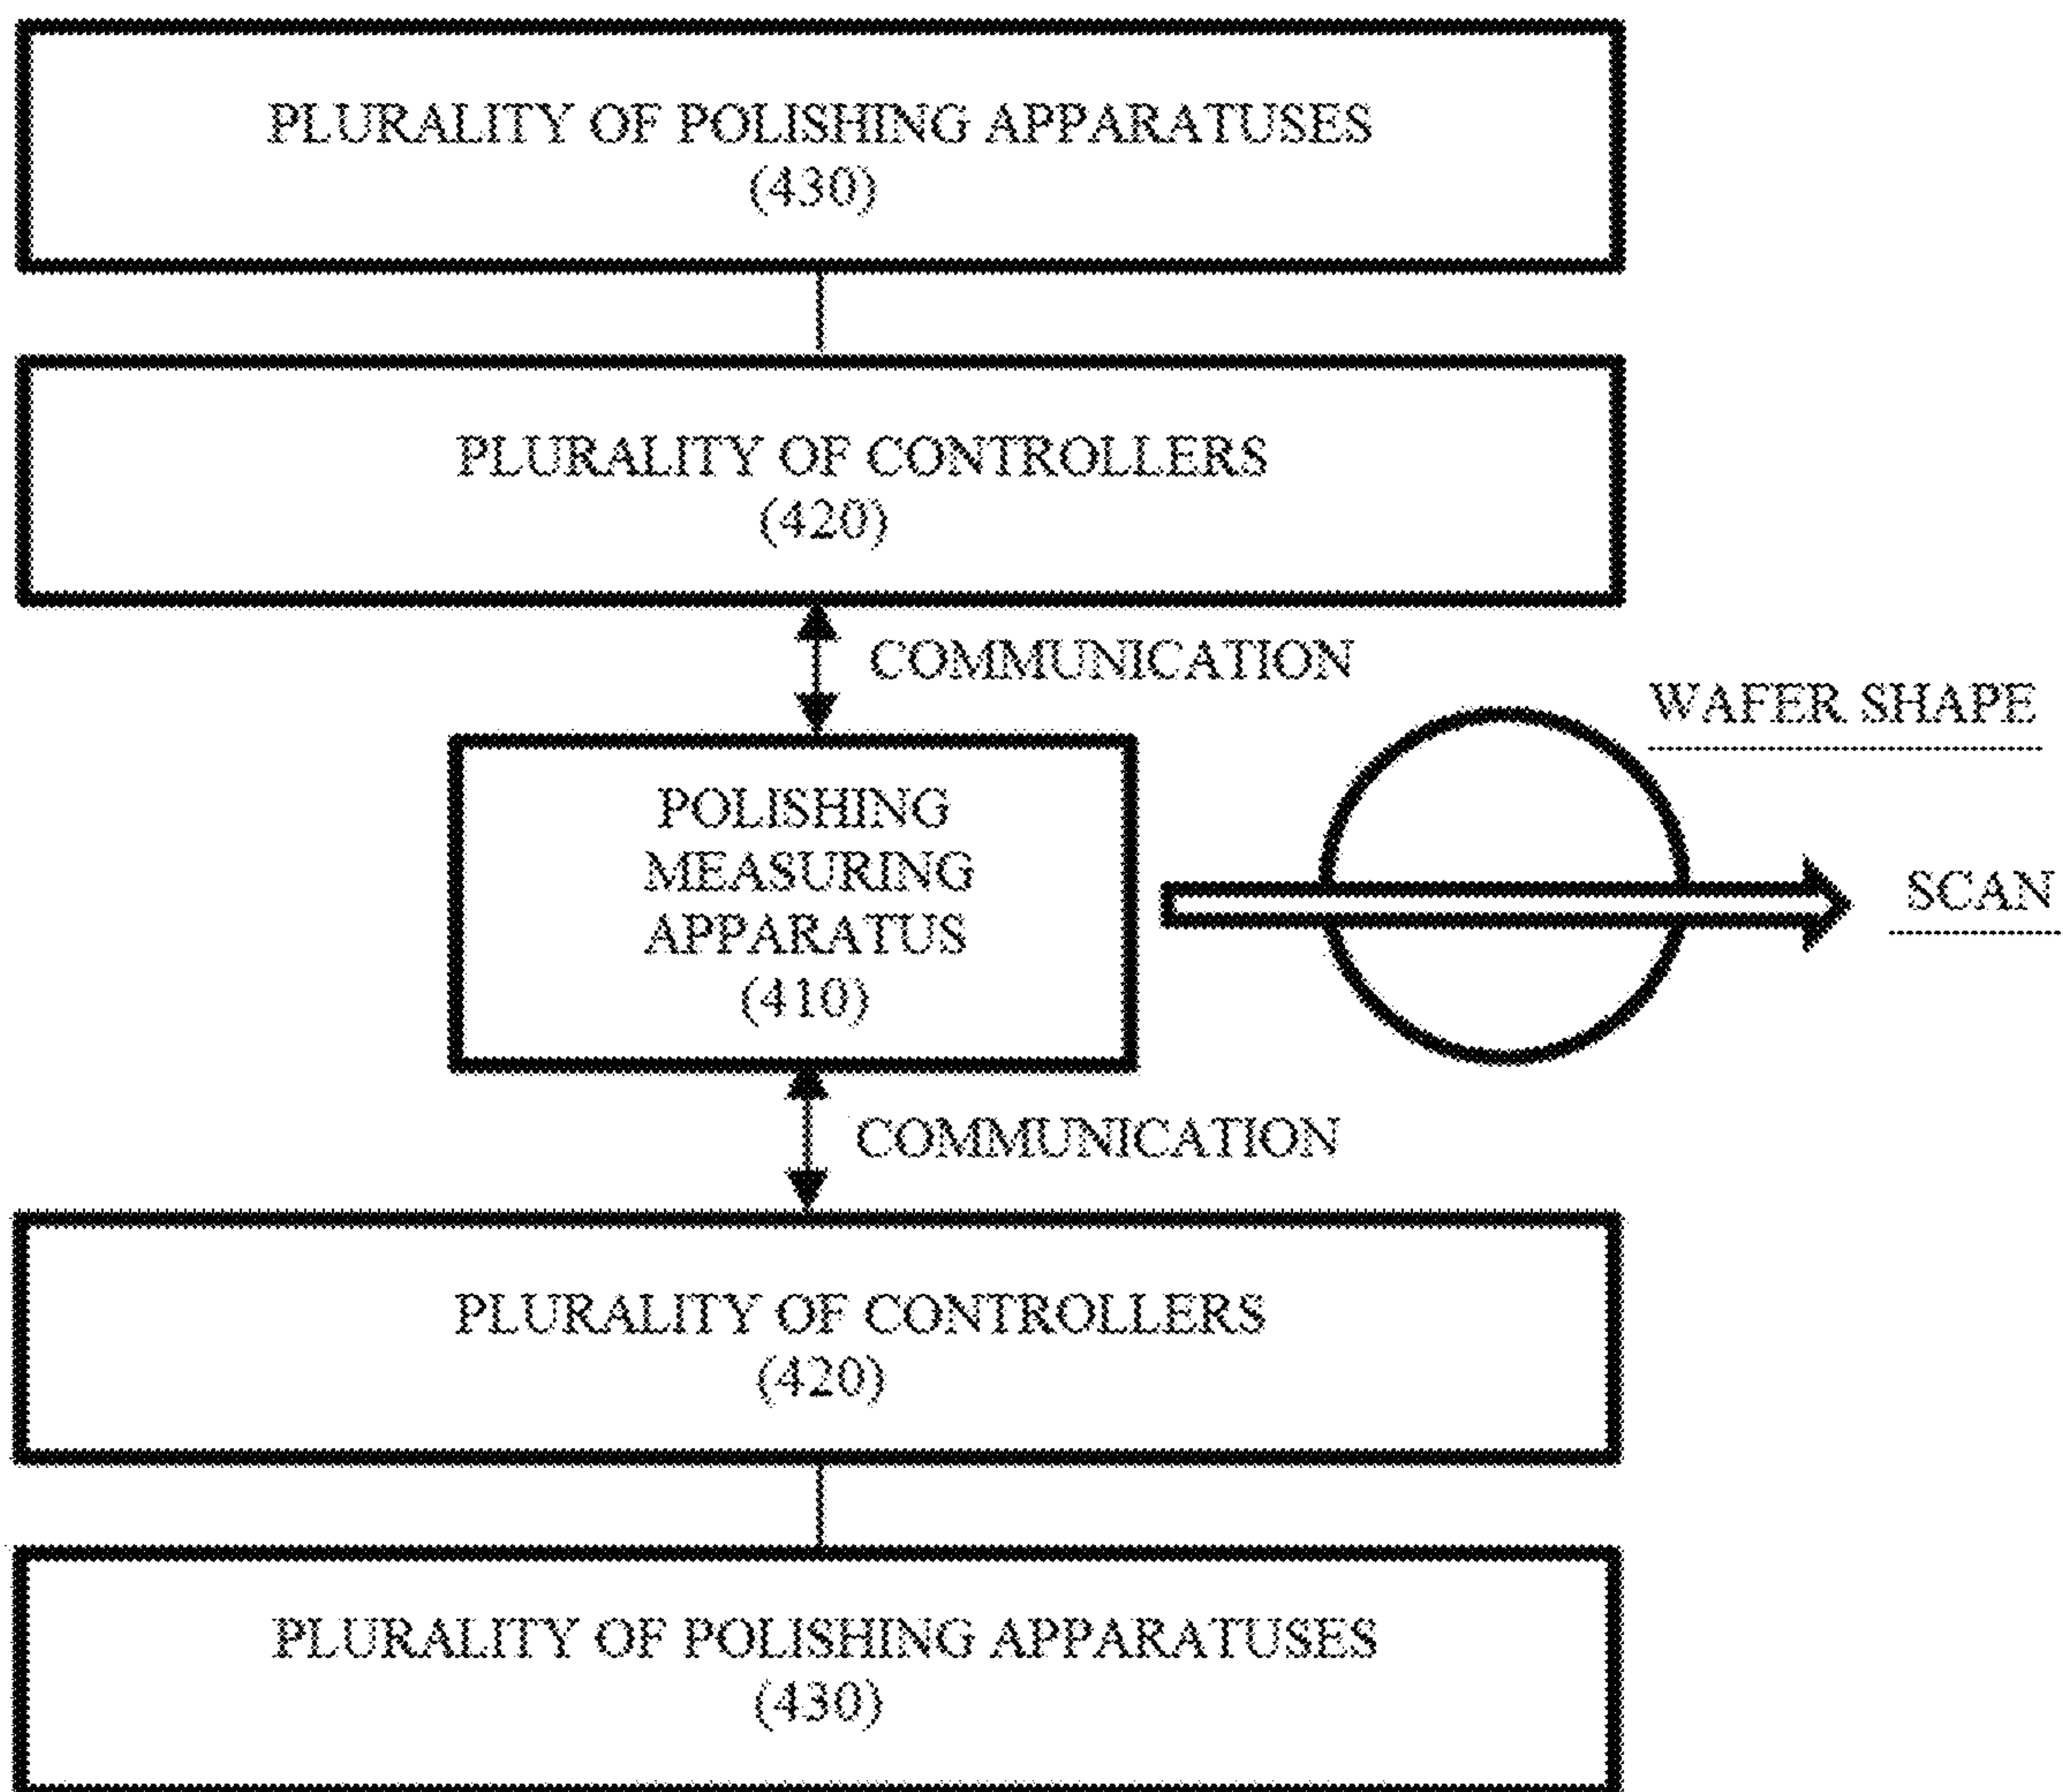 PLURALITY OF POLISHING APPARATUSES
(430)
PLURALITY OF CONTROLLERS
(420)
COMMUNICATION
WAFER SHAPE
POLISHING
MEASURING
APPARATUS
(410)
SCAN
COMMUNICATION
PLURALITY OF CONTROLLERS
(420)
PLURALITY OF POLISHING APPARATUSES
(430)